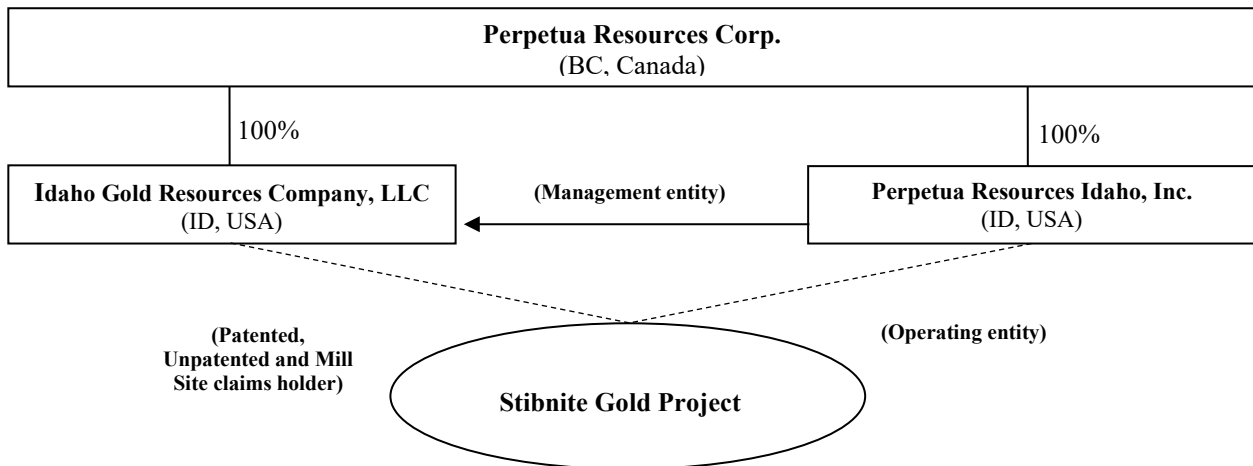 Perpetua Resources Corp.
(BC, Canada)
100%
100%
Idaho Gold Resources Company, LLC
(ID, USA)
(Management entity)
Perpetua Resources Idaho, Inc.
(ID, USA)
(Patented,
Unpatented and Mill
Site claims holder)
(Operating entity)
Stibnite Gold Project